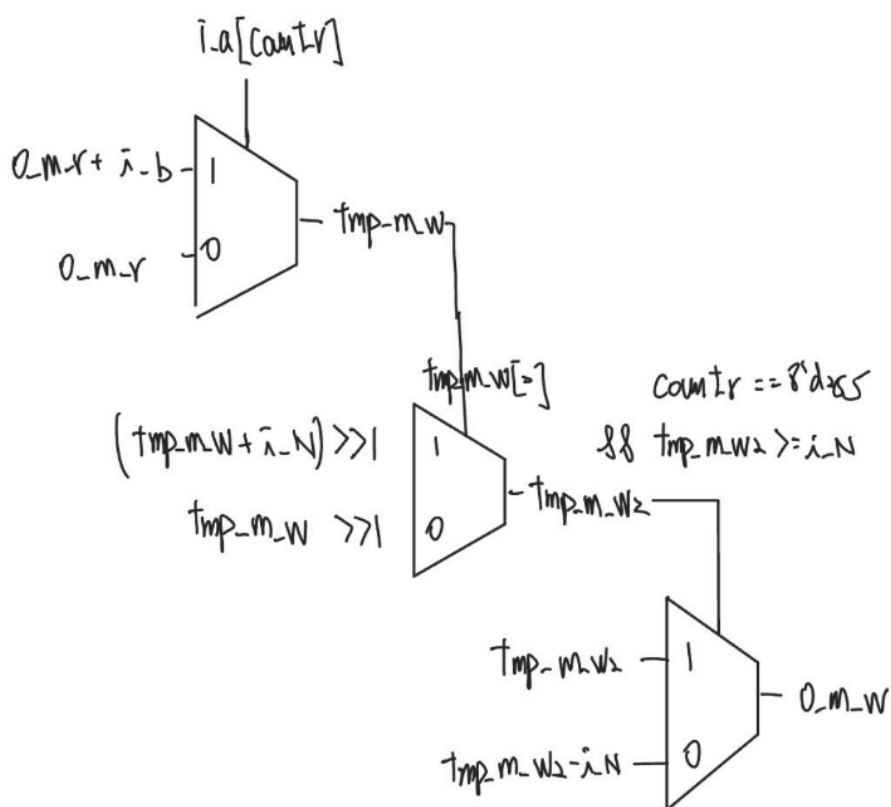 i_a[count_r]
o_m_r + i_b
1
tmp_m_w
0
o_m_r
tmp_m_w[0]
count_r == 8'd255
(tmp_m_w + i_N) >>1
1
&& tmp_m_w2 >= i_N
tmp_m_w2
tmp_m_w >>1
0
tmp_m_w2
1
o_m_w
tmp_m_w2 - i_N
0